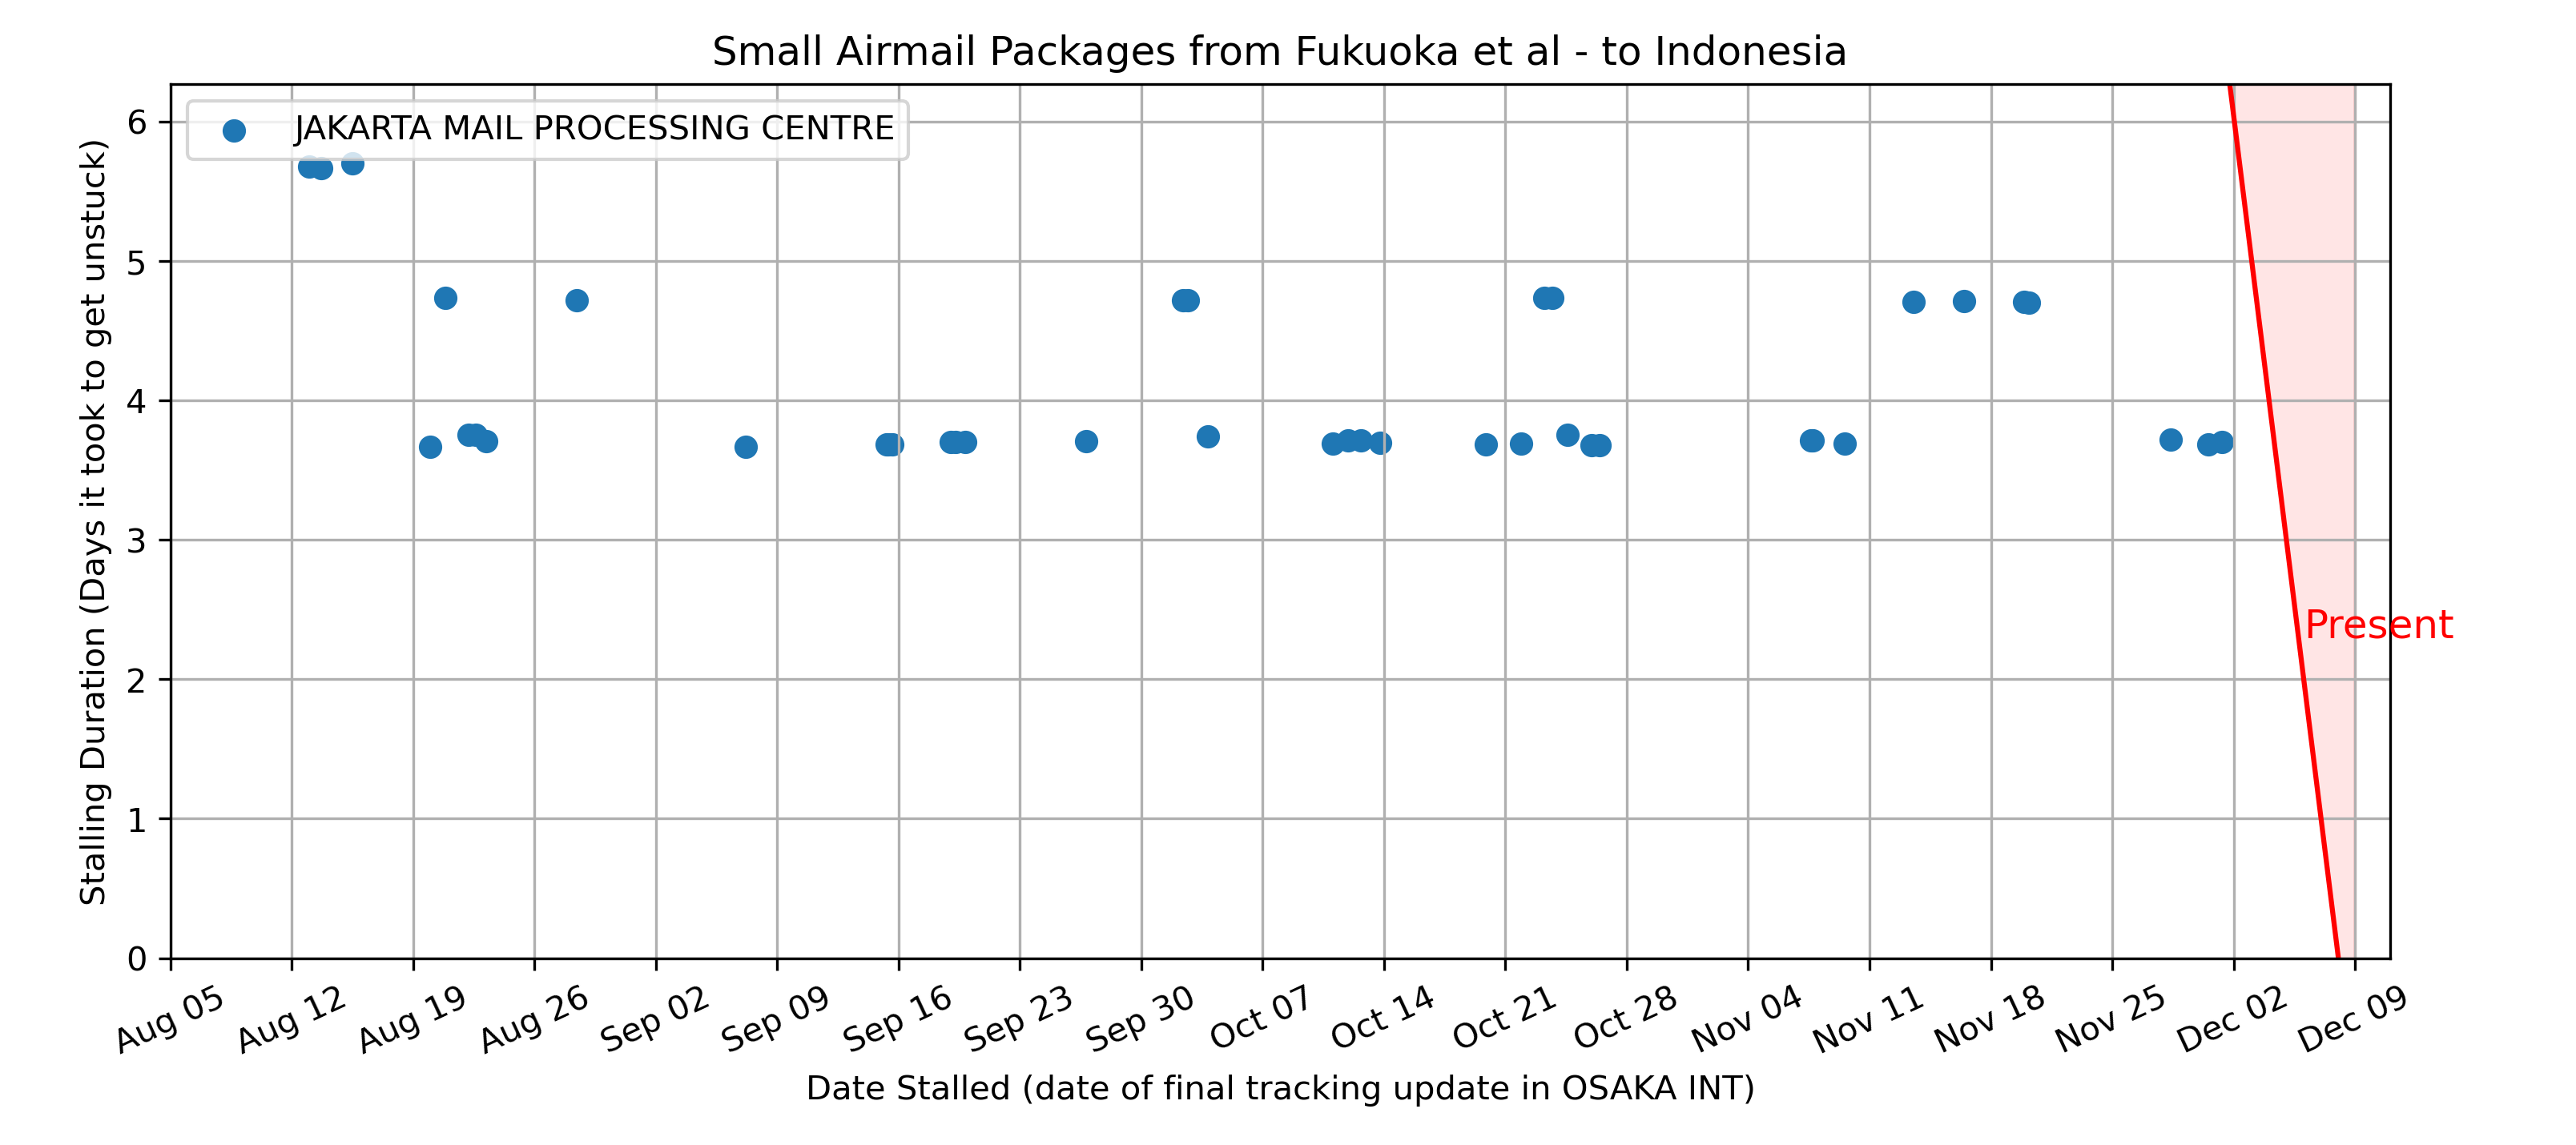 Small Airmail Packages from Fukuoka et al - to Indonesia
JAKARTA MAIL PROCESSING CENTRE
Stalling Duration (Days it took to get unstuck)
6
5
4
3
2
1
0
Present
Aug 05
Aug 12
Aug 19
Aug 26
Sep 02
Sep 09
Sep 16
Sep 23
Sep 30
Oct 07
Oct 14
Oct 21
Oct 28
Nov 04
Nov 11
Nov 18
Nov 25
Dec 02
Dec 09
Date Stalled (date of final tracking update in OSAKA INT)